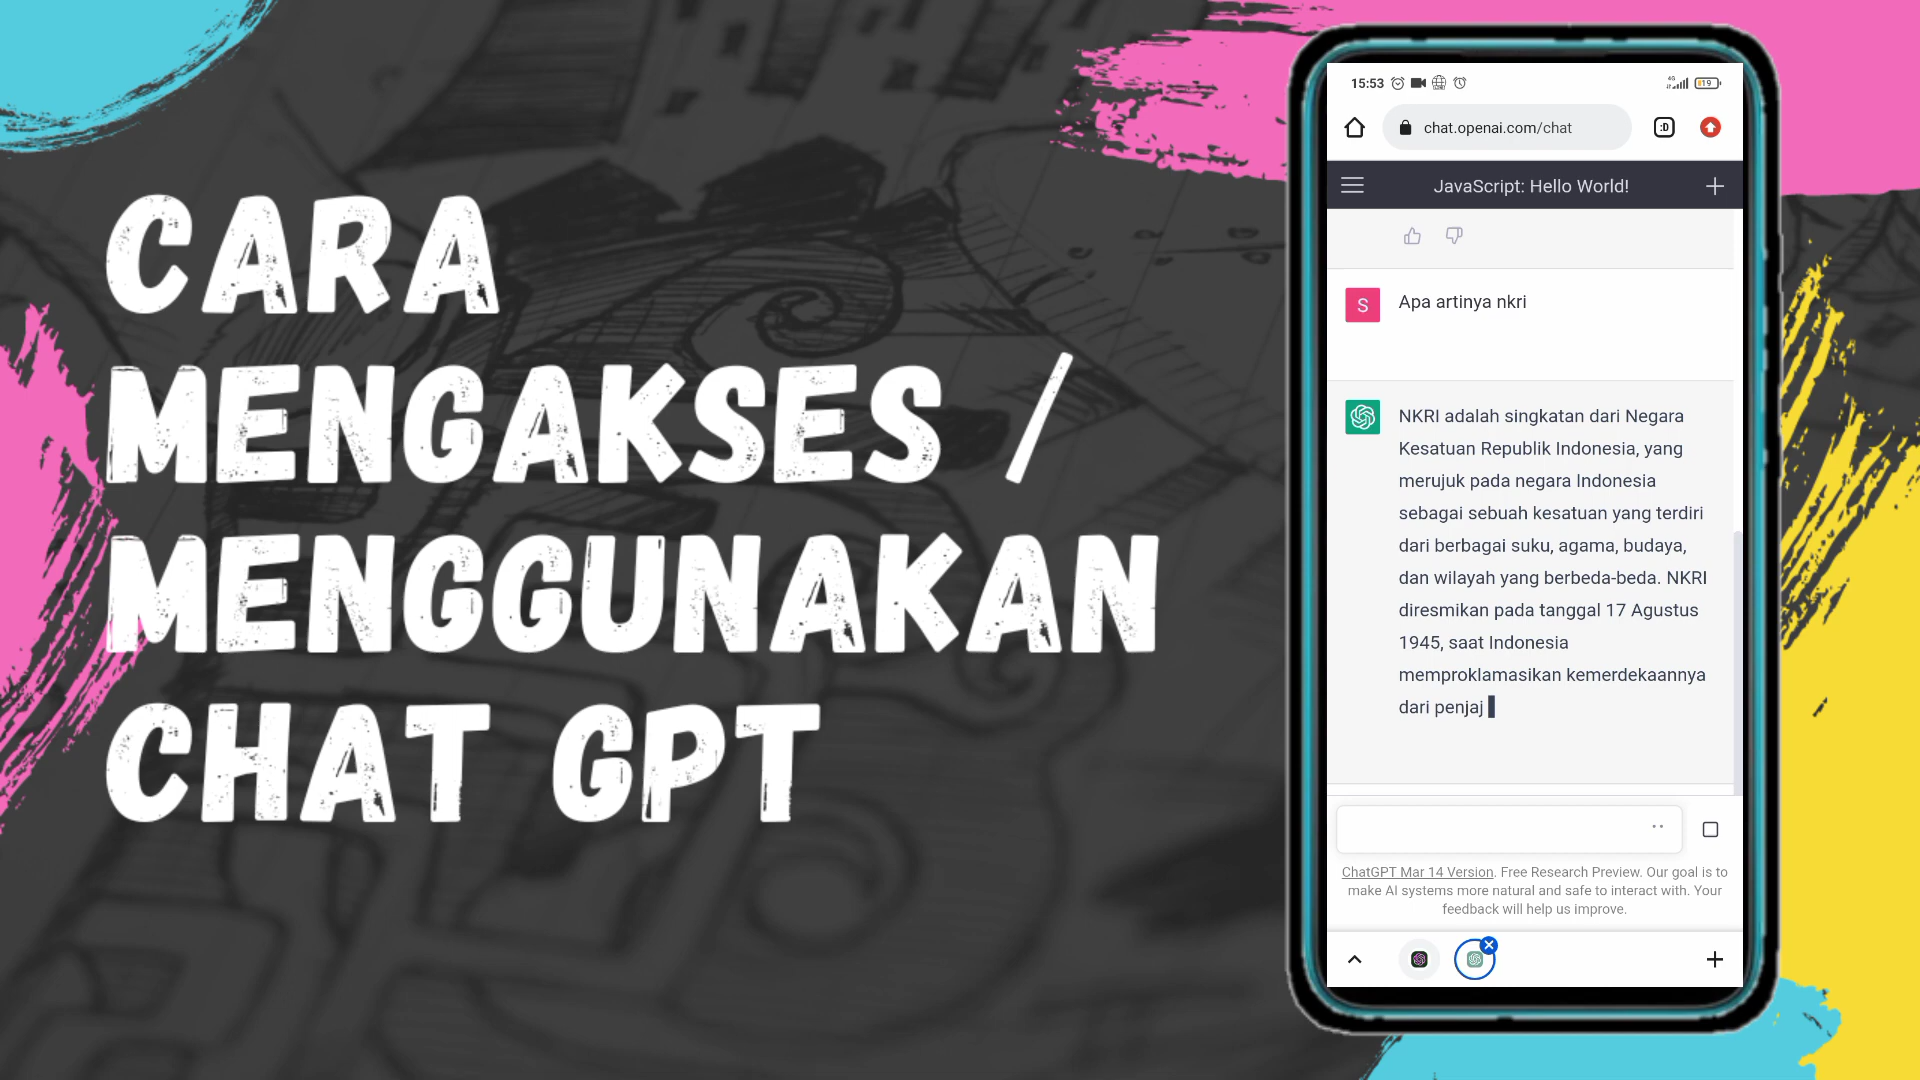 CARA
MENGAKSES /
MENGGUNAKAN
CHAT GPT
15:53
4G
19
chat.openai.com/chat
:D
JavaScript: Hello World!
S
Apa artinya nkri
NKRI adalah singkatan dari Negara
Kesatuan Republik Indonesia, yang
merujuk pada negara Indonesia
sebagai sebuah kesatuan yang terdiri
dari berbagai suku, agama, budaya,
dan wilayah yang berbeda-beda. NKRI
diresmikan pada tanggal 17 Agustus
1945, saat Indonesia
memproklamasikan kemerdekaannya
dari penjaj
ChatGPT Mar 14 Version. Free Research Preview. Our goal is to
make AI systems more natural and safe to interact with. Your
feedback will help us improve.